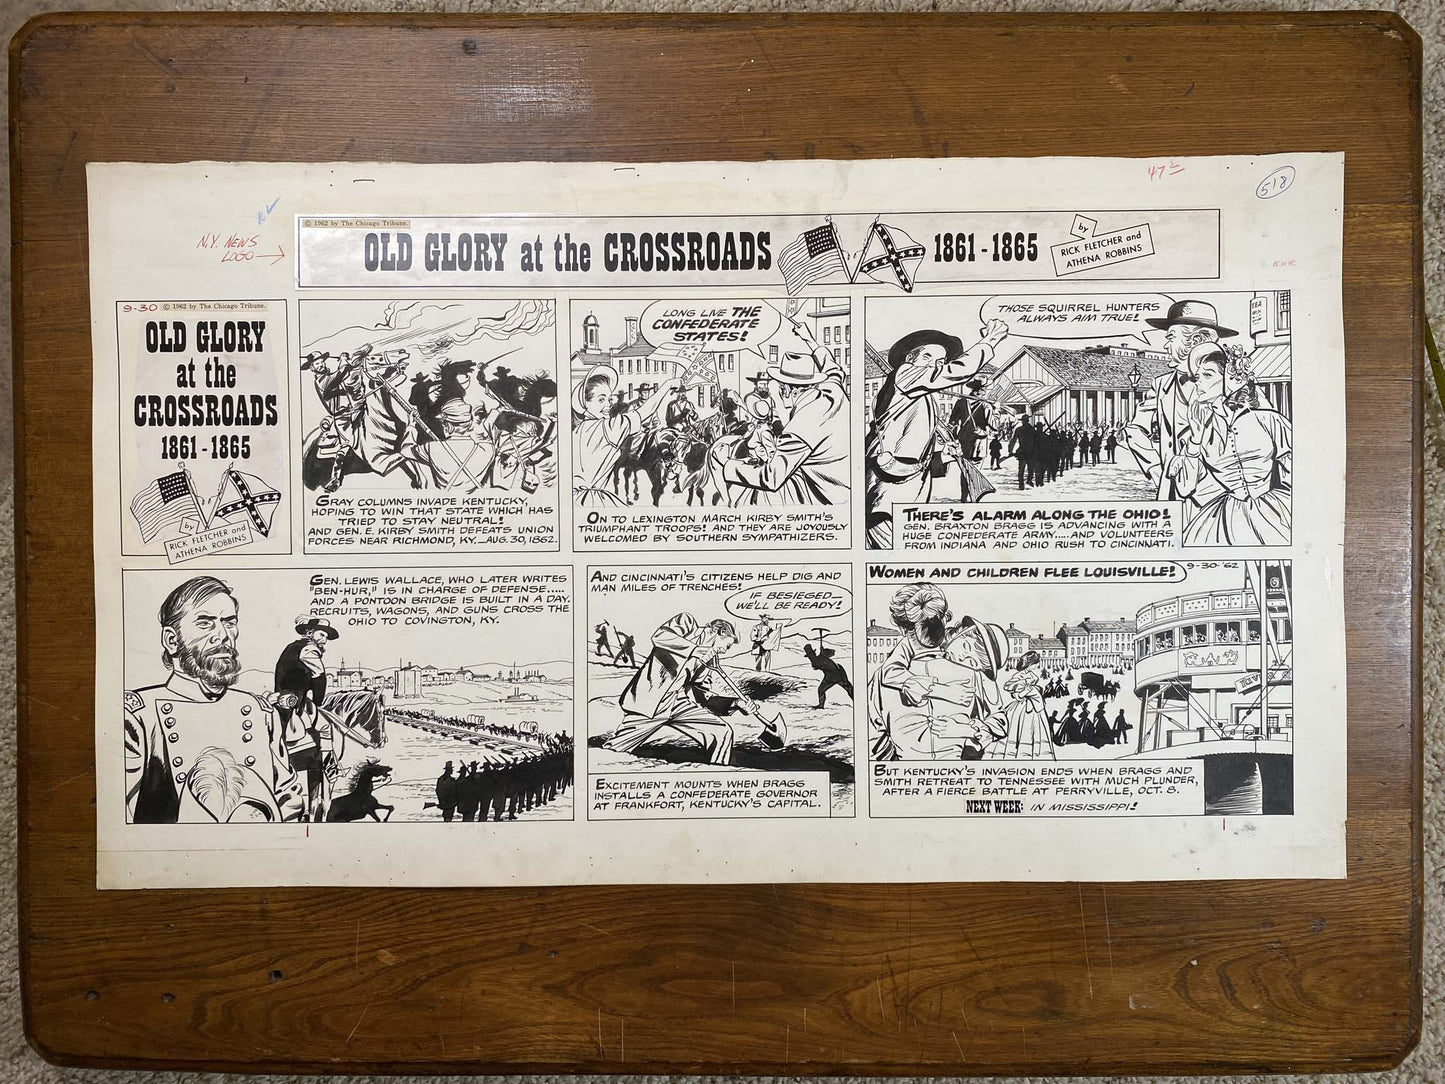 47
518
N.Y. NEWS
LOGO →
© 1962 by The Chicago Tribune.
OLD GLORY at the CROSSROADS 1861-1865
by
RICK FLETCHER and
ATHENA ROBBINS
9-30 © 1962 by The Chicago Tribune.
OLD GLORY
at the
CROSSROADS
1861-1865
by
RICK FLETCHER and
ATHENA ROBBINS
GRAY COLUMNS INVADE KENTUCKY,
HOPING TO WIN THAT STATE WHICH HAS
TRIED TO STAY NEUTRAL!
AND GEN. E. KIRBY SMITH DEFEATS UNION
FORCES NEAR RICHMOND, KY.—AUG. 30, 1862.
LONG LIVE THE
CONFEDERATE
STATES!
ON TO LEXINGTON MARCH KIRBY SMITH'S
TRIUMPHANT TROOPS! AND THEY ARE JOYOUSLY
WELCOMED BY SOUTHERN SYMPATHIZERS.
THOSE SQUIRREL HUNTERS
ALWAYS AIM TRUE!
TEA
THERE'S ALARM ALONG THE OHIO!
GEN. BRAXTON BRAGG IS ADVANCING WITH A
HUGE CONFEDERATE ARMY.....AND VOLUNTEERS
FROM INDIANA AND OHIO RUSH TO CINCINNATI.
GEN. LEWIS WALLACE, WHO LATER WRITES
"BEN-HUR," IS IN CHARGE OF DEFENSE.....
AND A PONTOON BRIDGE IS BUILT IN A DAY.
RECRUITS, WAGONS, AND GUNS CROSS THE
OHIO TO COVINGTON, KY.
AND CINCINNATI'S CITIZENS HELP DIG AND
MAN MILES OF TRENCHES!
IF BESIEGED—
WE'LL BE READY!
EXCITEMENT MOUNTS WHEN BRAGG
INSTALLS A CONFEDERATE GOVERNOR
AT FRANKFORT, KENTUCKY'S CAPITAL.
WOMEN AND CHILDREN FLEE LOUISVILLE!
9-30-'62
BUT KENTUCKY'S INVASION ENDS WHEN BRAGG AND
SMITH RETREAT TO TENNESSEE WITH MUCH PLUNDER,
AFTER A FIERCE BATTLE AT PERRYVILLE, OCT. 8.
NEXT WEEK: IN MISSISSIPPI!